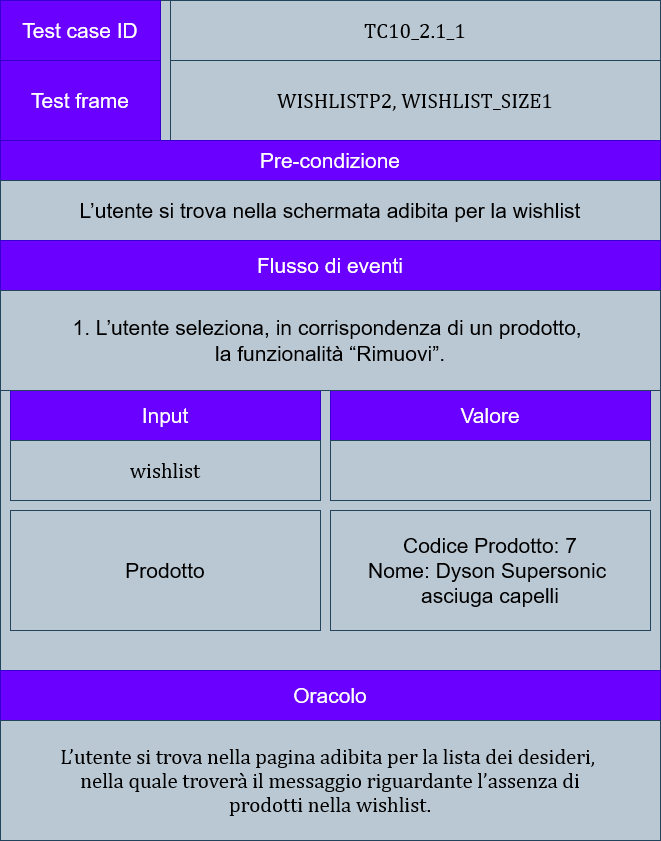 Test case ID
TC10_2.1_1
Test frame
WISHLISTP2, WISHLIST_SIZE1
Pre-condizione
L’utente si trova nella schermata adibita per la wishlist
Flusso di eventi
1. L’utente seleziona, in corrispondenza di un prodotto,
la funzionalità “Rimuovi”.
Input
Valore
wishlist
Prodotto
Codice Prodotto: 7
Nome: Dyson Supersonic
asciuga capelli
Oracolo
L’utente si trova nella pagina adibita per la lista dei desideri,
nella quale troverà il messaggio riguardante l’assenza di
prodotti nella wishlist.